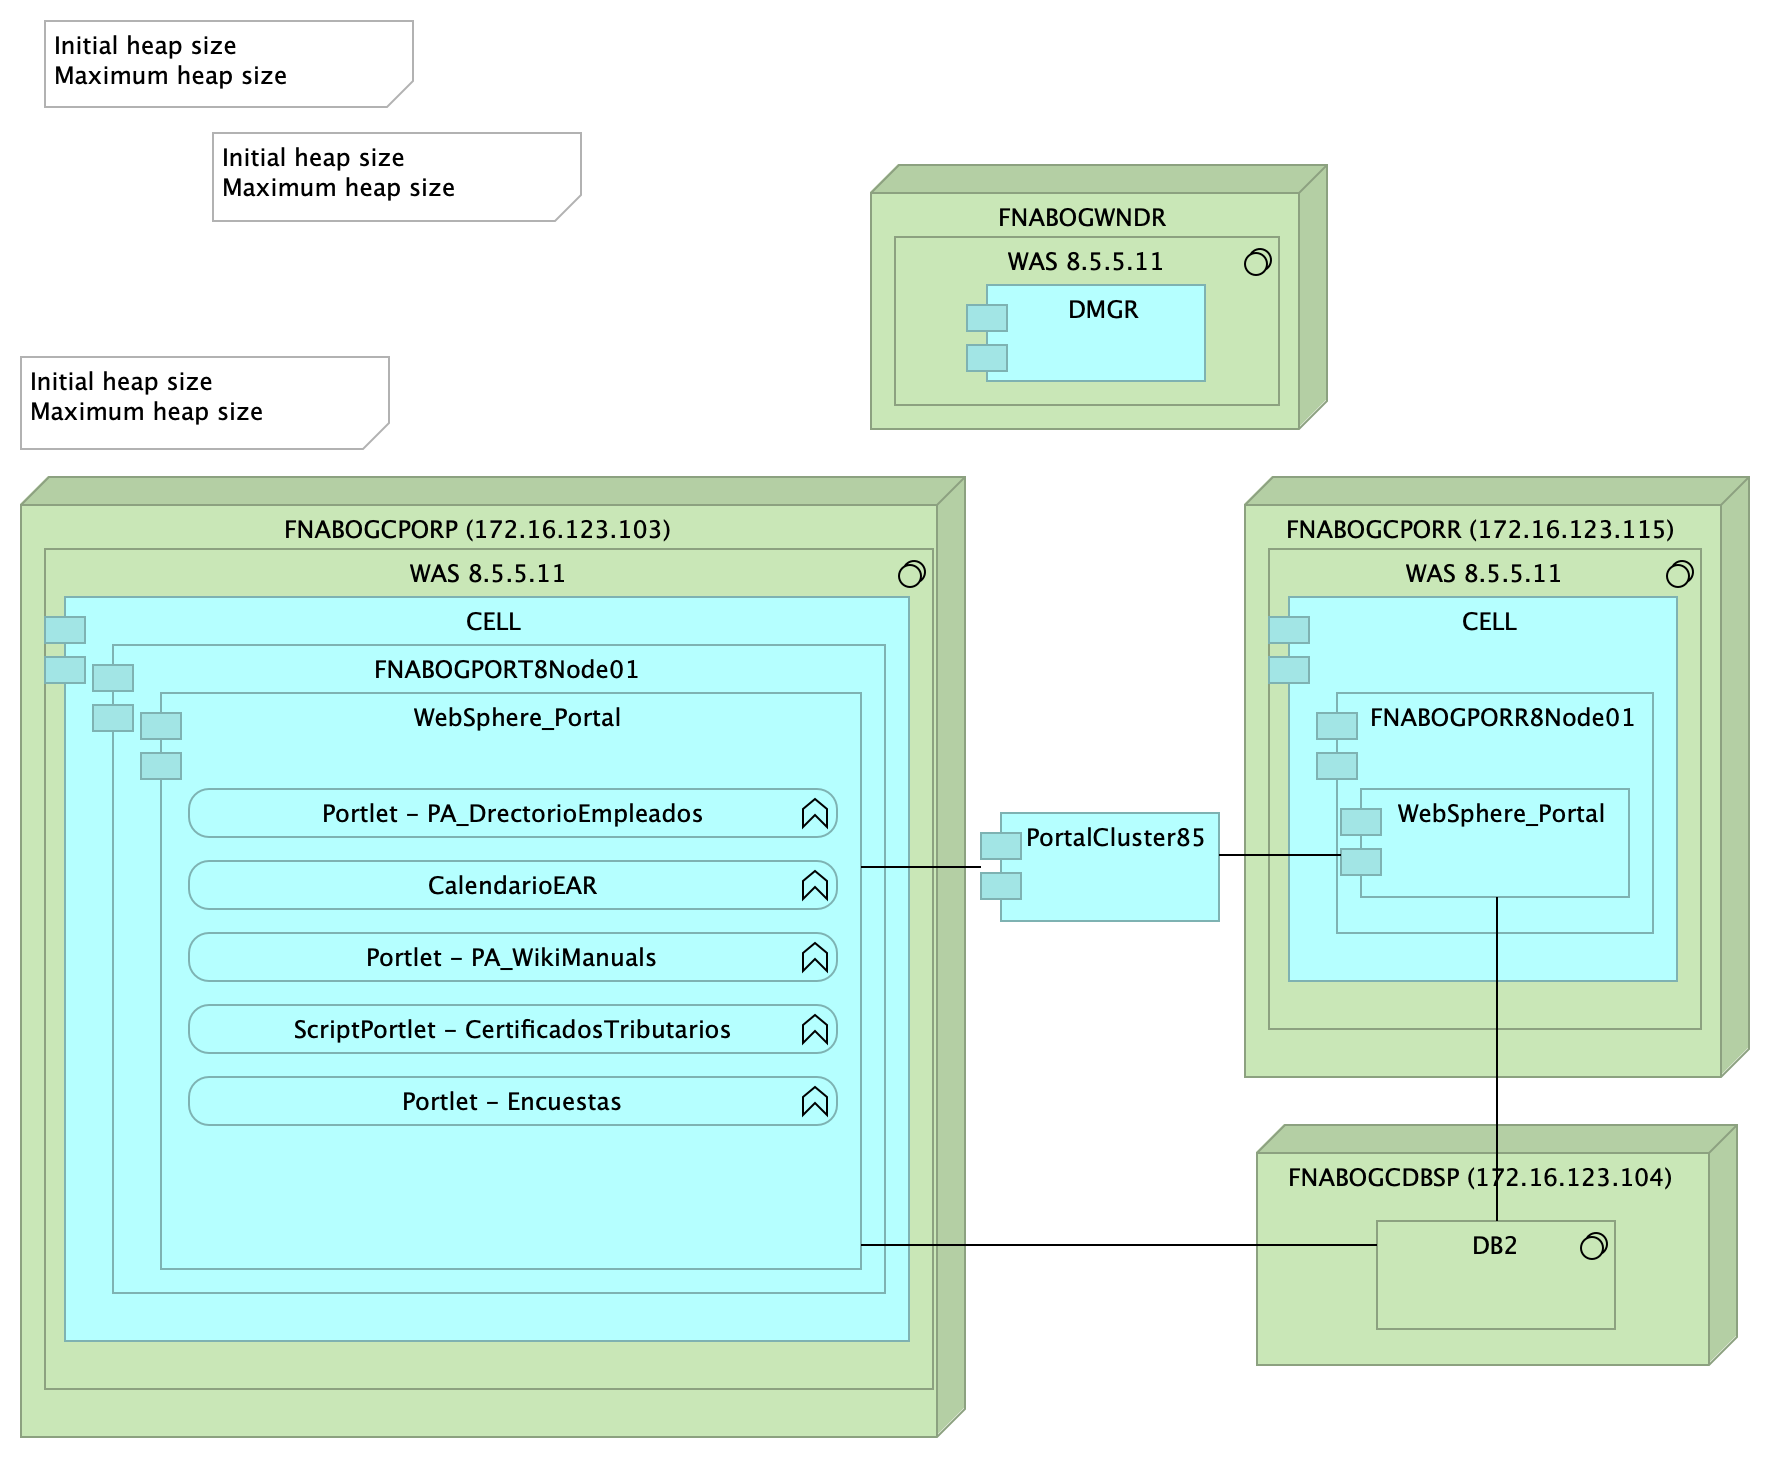 Initial heap size
Maximum heap size
Initial heap size
Maximum heap size
FNABOGWNDR
WAS 8.5.5.11
DMGR
Initial heap size
Maximum heap size
FNABOGCPORP (172.16.123.103)
WAS 8.5.5.11
CELL
FNABOGPORT8Node01
WebSphere_Portal
Portlet - PA_DrectorioEmpleados
CalendarioEAR
Portlet - PA_WikiManuals
ScriptPortlet - CertificadosTributarios
Portlet - Encuestas
PortalCluster85
FNABOGCPORR (172.16.123.115)
WAS 8.5.5.11
CELL
FNABOGPORR8Node01
WebSphere_Portal
FNABOGCDBSP (172.16.123.104)
DB2